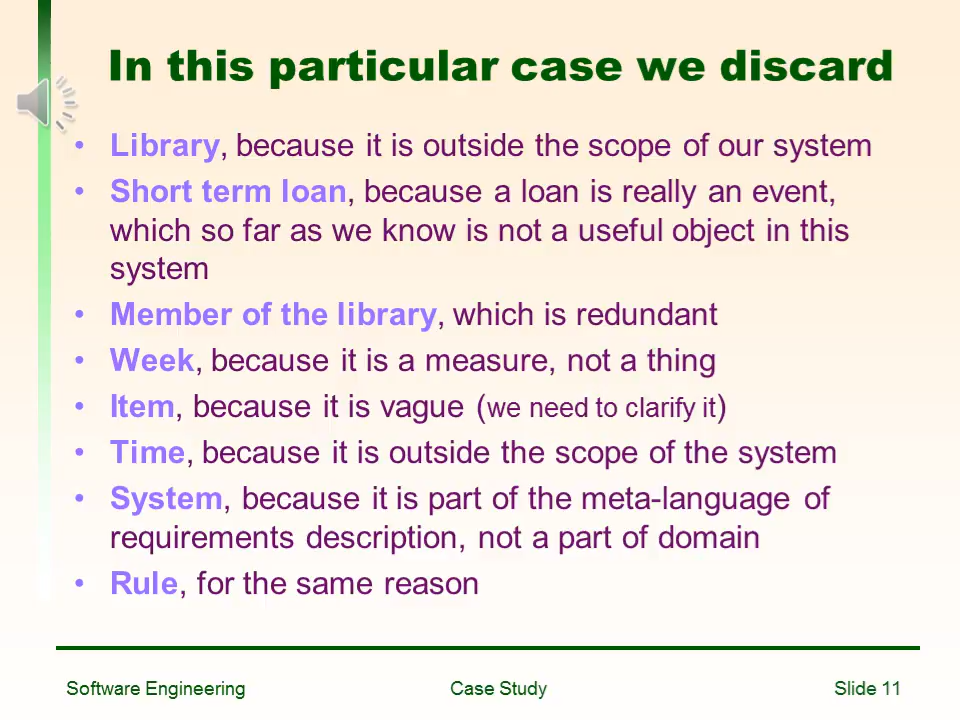 In this particular case we discard
• Library, because it is outside the scope of our system
• Short term loan, because a loan is really an event,
which so far as we know is not a useful object in this
system
• Member of the library, which is redundant
• Week, because it is a measure, not a thing
• Item, because it is vague (we need to clarify it)
• Time, because it is outside the scope of the system
• System, because it is part of the meta-language of
requirements description, not a part of domain
• Rule, for the same reason
Software Engineering Case Study Slide 11